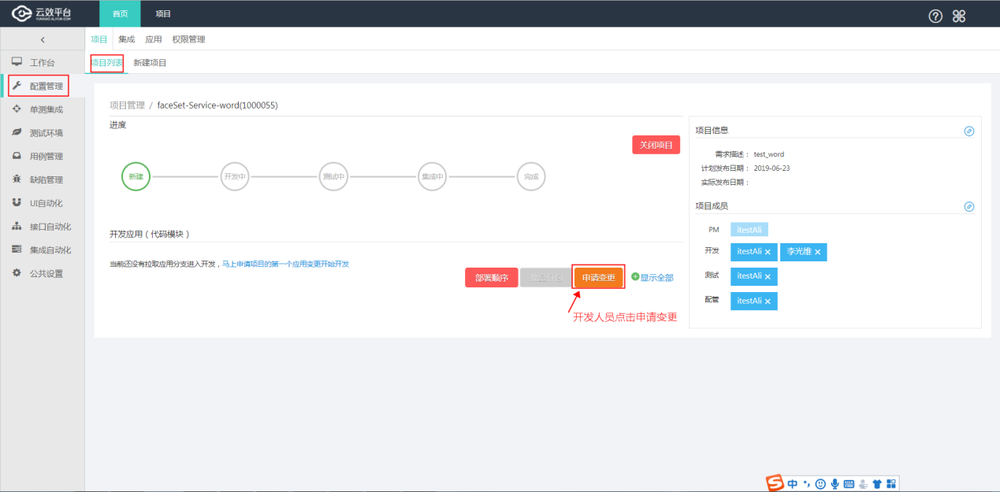 云效平台 首页 项目
YUNXIAO.ALIYUN.COM
项目 集成 应用 权限管理
项目列表 新建项目
工作台
配置管理
单测集成
测试环境
用例管理
缺陷管理
UI自动化
接口自动化
集成自动化
公共设置
项目管理 / faceSet-Service-word(1000055)
进度
关闭项目
新建 开发中 测试中 集成中 完成
开发应用 ( 代码模块 )
当前还没有拉取应用分支进入开发 , 马上申请项目的第一个应用变更开始开发
部署顺序 申请变更 显示全部
开发人员点击申请变更
项目信息
需求描述： test_word
计划发布日期： 2019-06-23
实际发布日期：
项目成员
PM itestAli
开发 itestAli × 李光维 ×
测试 itestAli ×
配管 itestAli ×
S 中